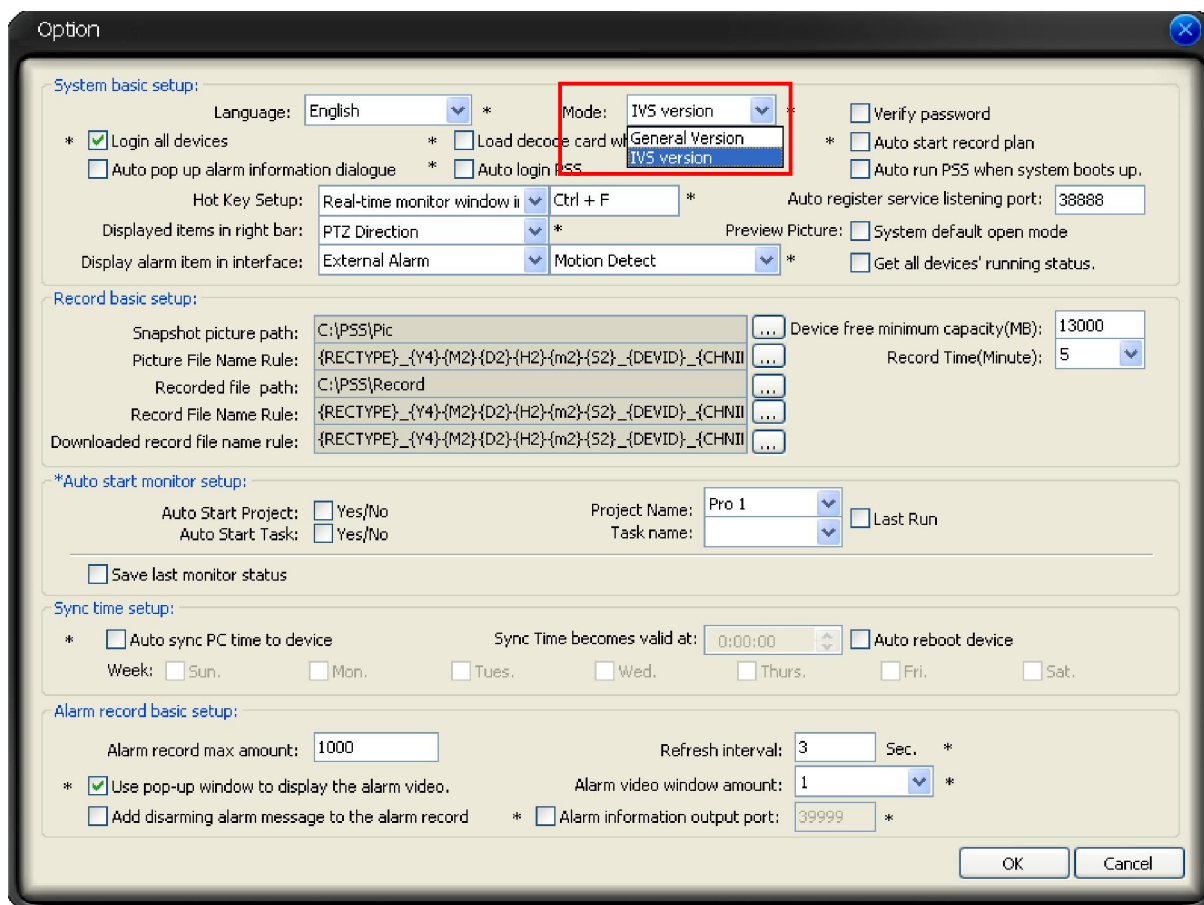 Option
System basic setup:
Language: English * Mode: IVS version * Verify password
* Login all devices * Load decode card wh General Version * Auto start record plan
IVS version
Auto pop up alarm information dialogue * Auto login PSS Auto run PSS when system boots up.
Hot Key Setup: Real-time monitor window i Ctrl + F * Auto register service listening port: 38888
Displayed items in right bar: PTZ Direction * Preview Picture: System default open mode
Display alarm item in interface: External Alarm Motion Detect * Get all devices' running status.
Record basic setup:
Snapshot picture path: C:\PSS\Pic ... Device free minimum capacity(MB): 13000
Picture File Name Rule: {RECTYPE}_{Y4}-{M2}-{D2}-{H2}-{m2}-{S2}_{DEVID}_{CHNI ... Record Time(Minute): 5
Recorded file path: C:\PSS\Record ...
Record File Name Rule: {RECTYPE}_{Y4}-{M2}-{D2}-{H2}-{m2}-{S2}_{DEVID}_{CHNI ...
Downloaded record file name rule: {RECTYPE}_{Y4}-{M2}-{D2}-{H2}-{m2}-{S2}_{DEVID}_{CHNI ...
*Auto start monitor setup:
Auto Start Project: Yes/No Project Name: Pro 1 Last Run
Auto Start Task: Yes/No Task name:
Save last monitor status
Sync time setup:
* Auto sync PC time to device Sync Time becomes valid at: 0:00:00 Auto reboot device
Week: Sun. Mon. Tues. Wed. Thurs. Fri. Sat.
Alarm record basic setup:
Alarm record max amount: 1000 Refresh interval: 3 Sec. *
* Use pop-up window to display the alarm video. Alarm video window amount: 1 *
Add disarming alarm message to the alarm record * Alarm information output port: 39999 *
OK Cancel